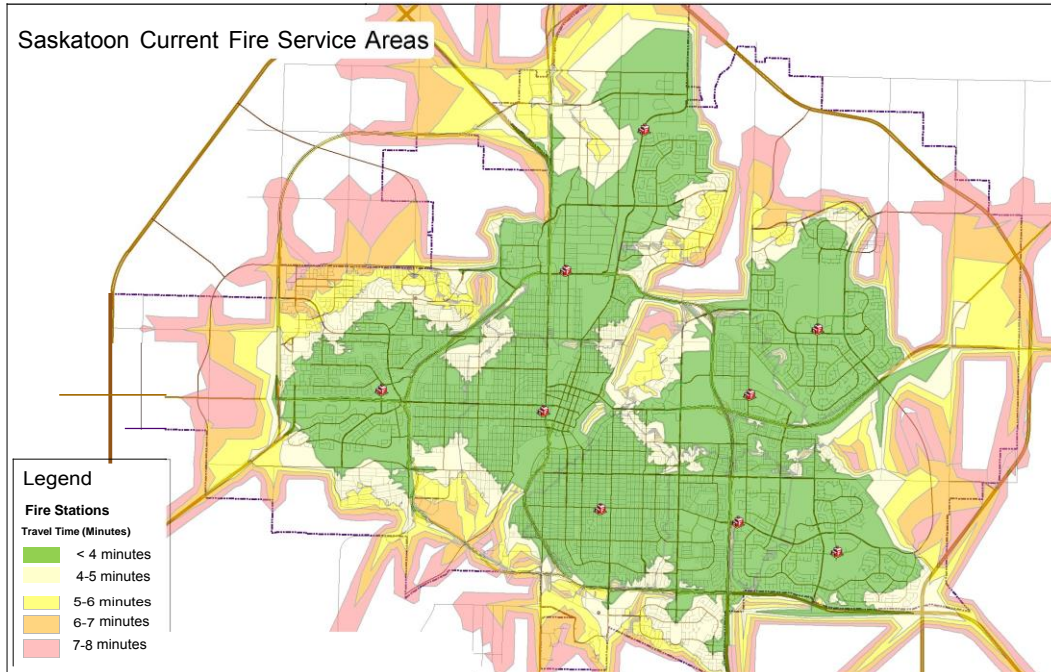 Saskatoon Current Fire Service Areas
Legend
Fire Stations
Travel Time (Minutes)
< 4 minutes
4-5 minutes
5-6 minutes
6-7 minutes
7-8 minutes